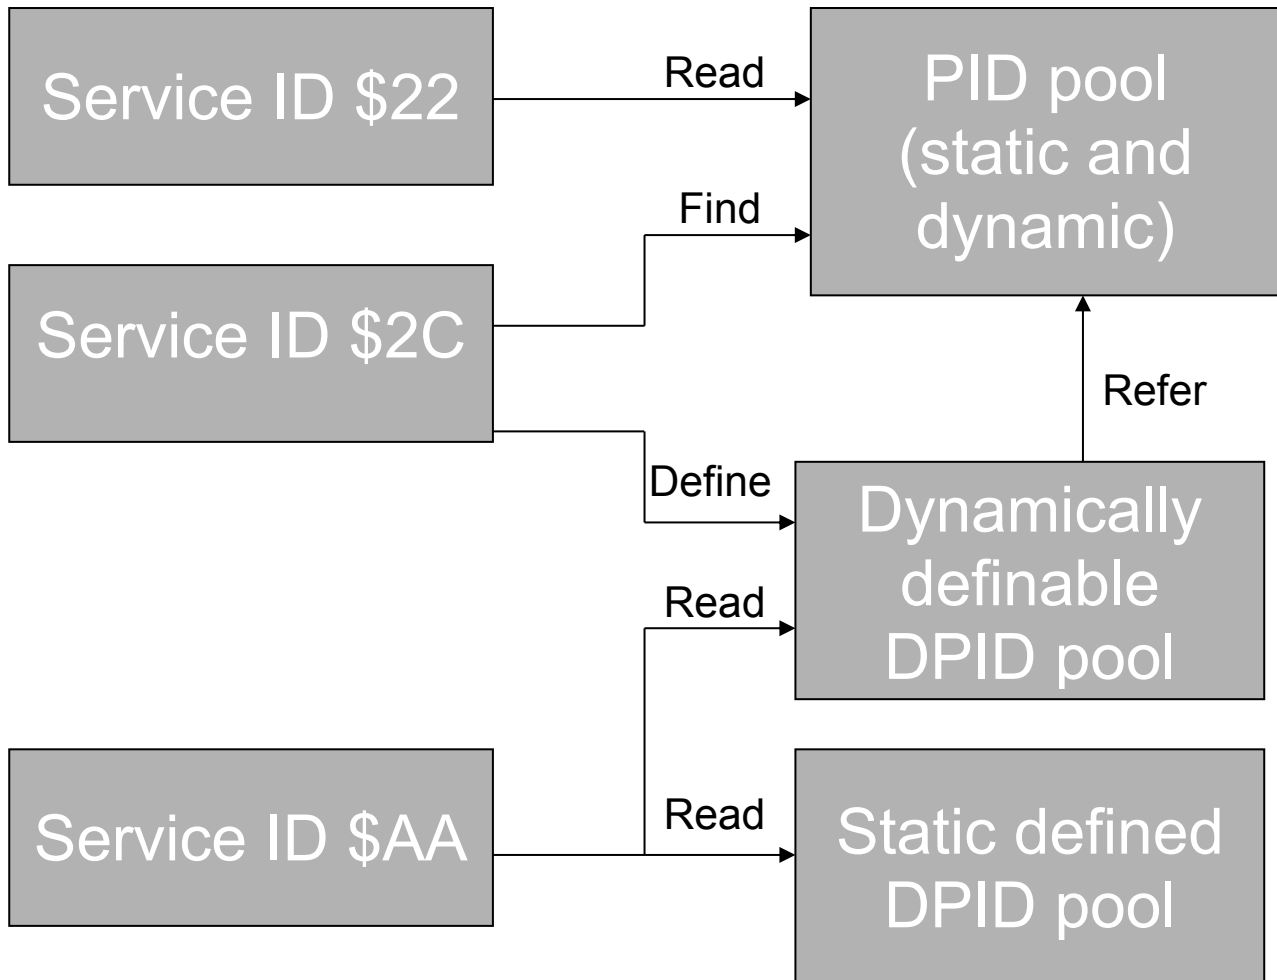 Service ID $22
Read
PID pool
(static and
dynamic)
Find
Service ID $2C
Refer
Define
Dynamically
definable
DPID pool
Read
Service ID $AA
Read
Static defined
DPID pool